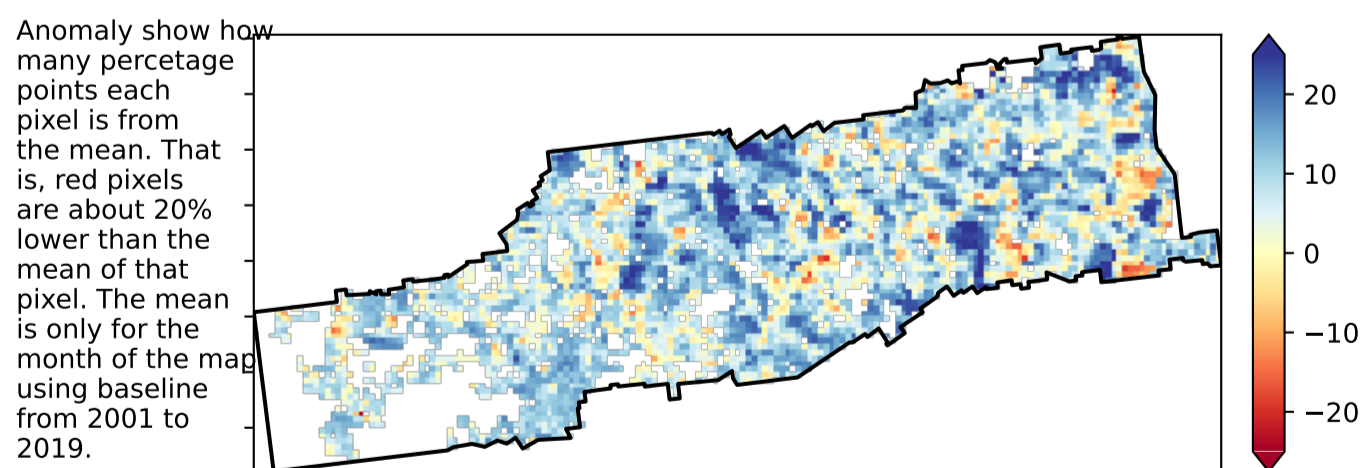 Anomaly show how
many percetage
points each
pixel is from
the mean. That
is, red pixels
are about 20%
lower than the
mean of that
pixel. The mean
is only for the
month of the map
using baseline
from 2001 to
2019.
20
10
0
−10
−20